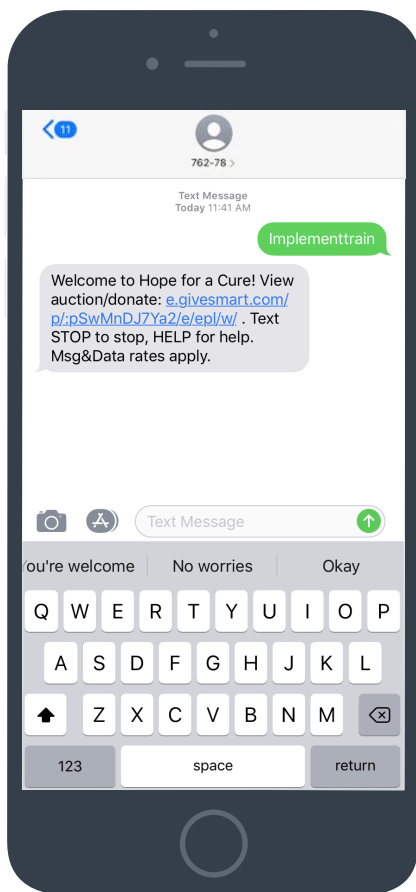 11
762-78 >
Text Message
Today 11:41 AM
Implementtrain
Welcome to Hope for a Cure! View
auction/donate: e.givesmart.com/
p/:pSwMnDJ7Ya2/e/epl/w/ . Text
STOP to stop, HELP for help.
Msg&Data rates apply.
Text Message
ou're welcome No worries Okay
Q W E R T Y U I O P
A S D F G H J K L
Z X C V B N M
123 space return